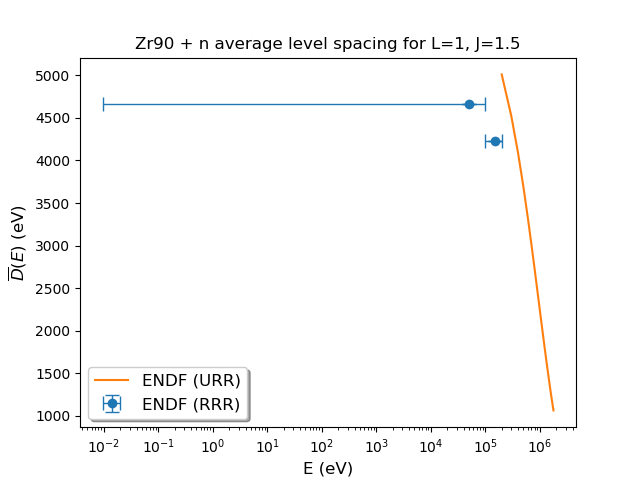 Zr90 + n average level spacing for L=1, J=1.5
5000
4500
4000
3500
3000
2500
2000
1500
1000
D̅(E) (eV)
ENDF (URR)
ENDF (RRR)
10⁻² 10⁻¹ 10⁰ 10¹ 10² 10³ 10⁴ 10⁵ 10⁶
E (eV)